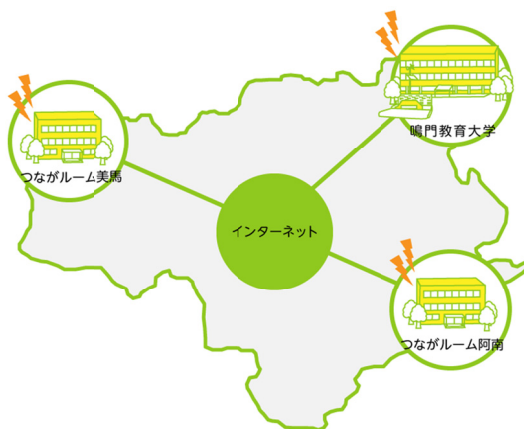 鳴門教育大学
つながルーム美馬
インターネット
つながルーム阿南